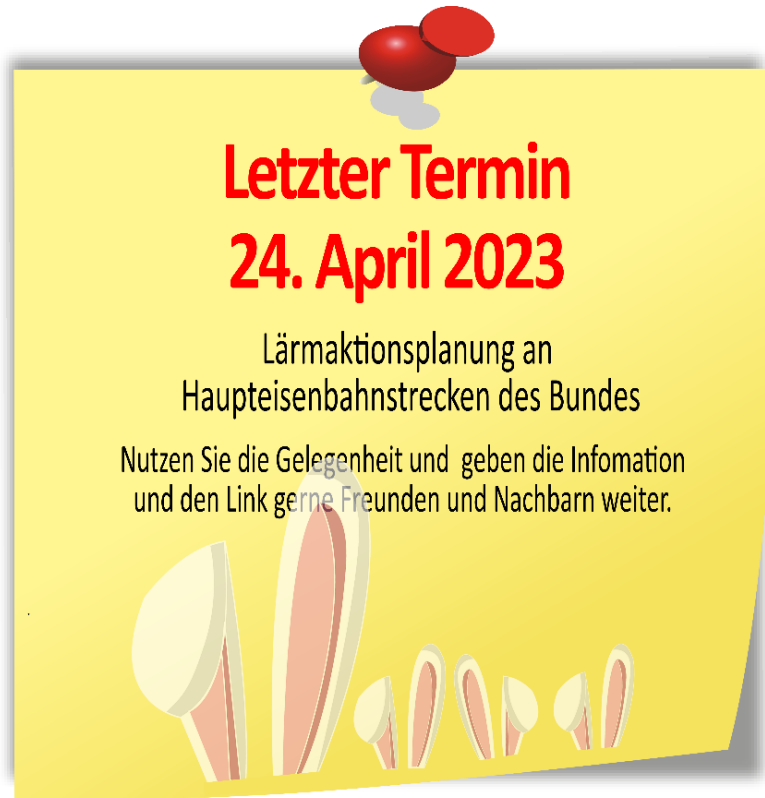 Letzter Termin
24. April 2023
Lärmaktionsplanung an
Haupteisenbahnstrecken des Bundes
Nutzen Sie die Gelegenheit und  geben die Infomation
und den Link gerne Freunden und Nachbarn weiter.